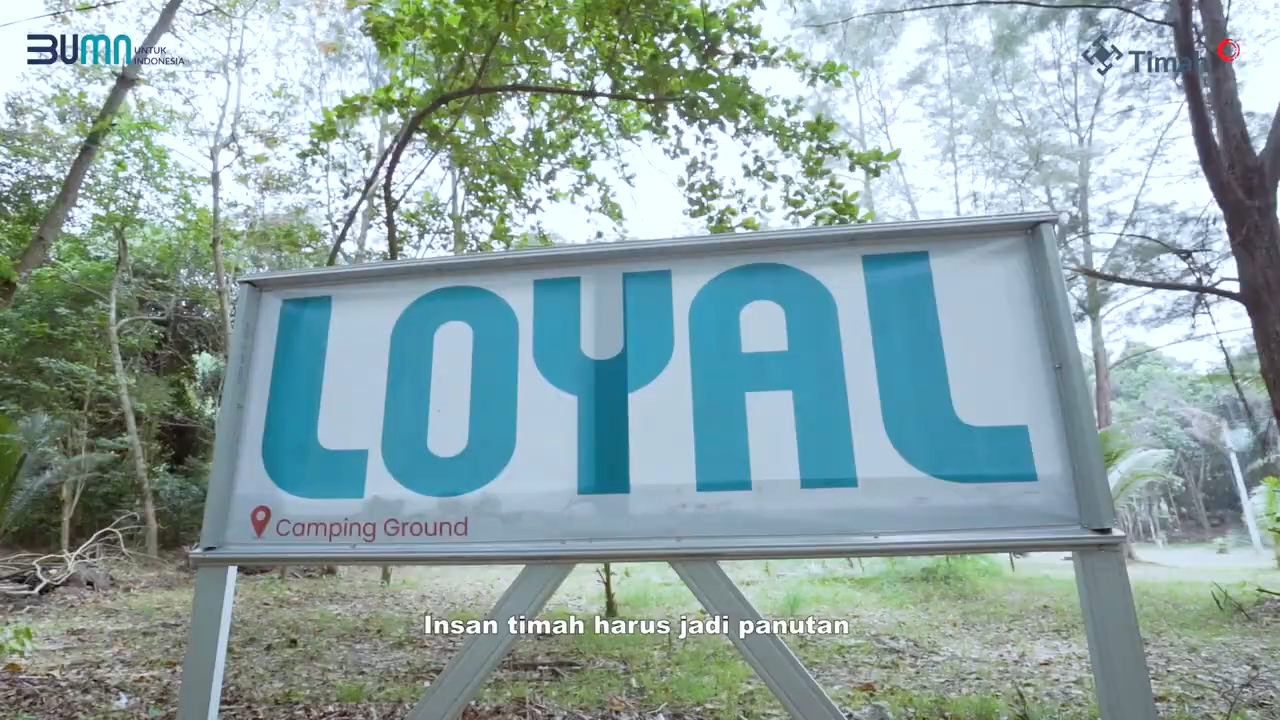 BUMN
UNTUK
INDONESIA
Timah
LOYAL
Camping Ground
Insan timah harus jadi panutan